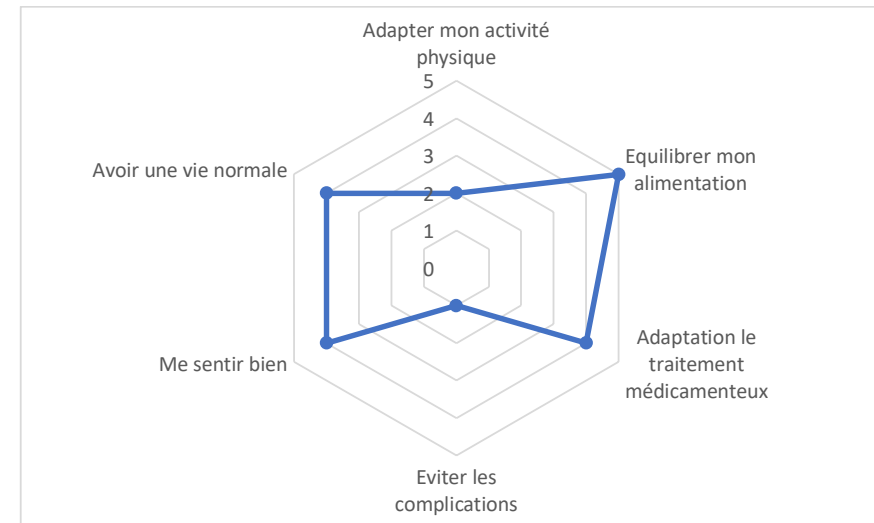 Adapter mon activité
physique
5
4
3
2
1
0
Equilibrer mon
alimentation
Adaptation le
traitement
médicamenteux
Eviter les
complications
Me sentir bien
Avoir une vie normale